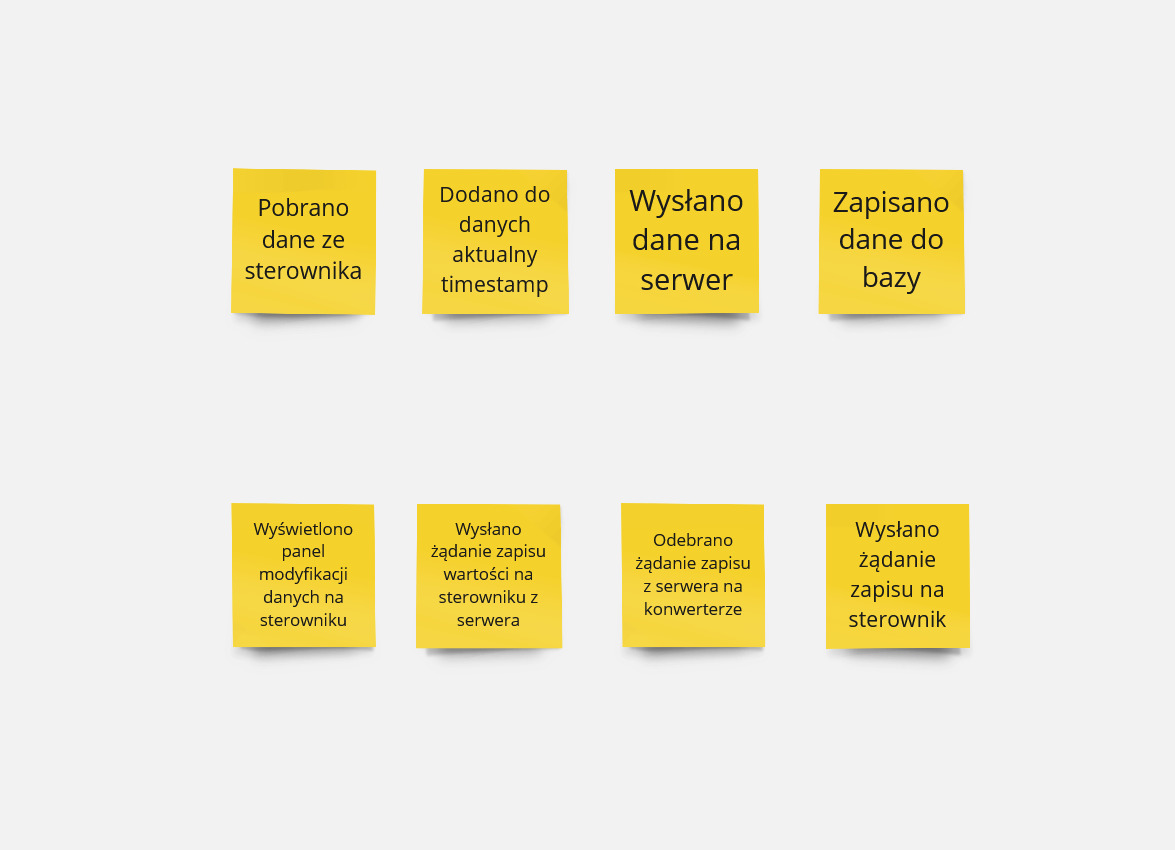 Pobrano
dane ze
sterownika
Dodano do
danych
aktualny
timestamp
Wysłano
dane na
serwer
Zapisano
dane do
bazy
Wyświetlono
panel
modyfikacji
danych na
sterowniku
Wysłano
żądanie zapisu
wartości na
sterowniku z
serwera
Odebrano
żądanie zapisu
z serwera na
konwerterze
Wysłano
żądanie
zapisu na
sterownik